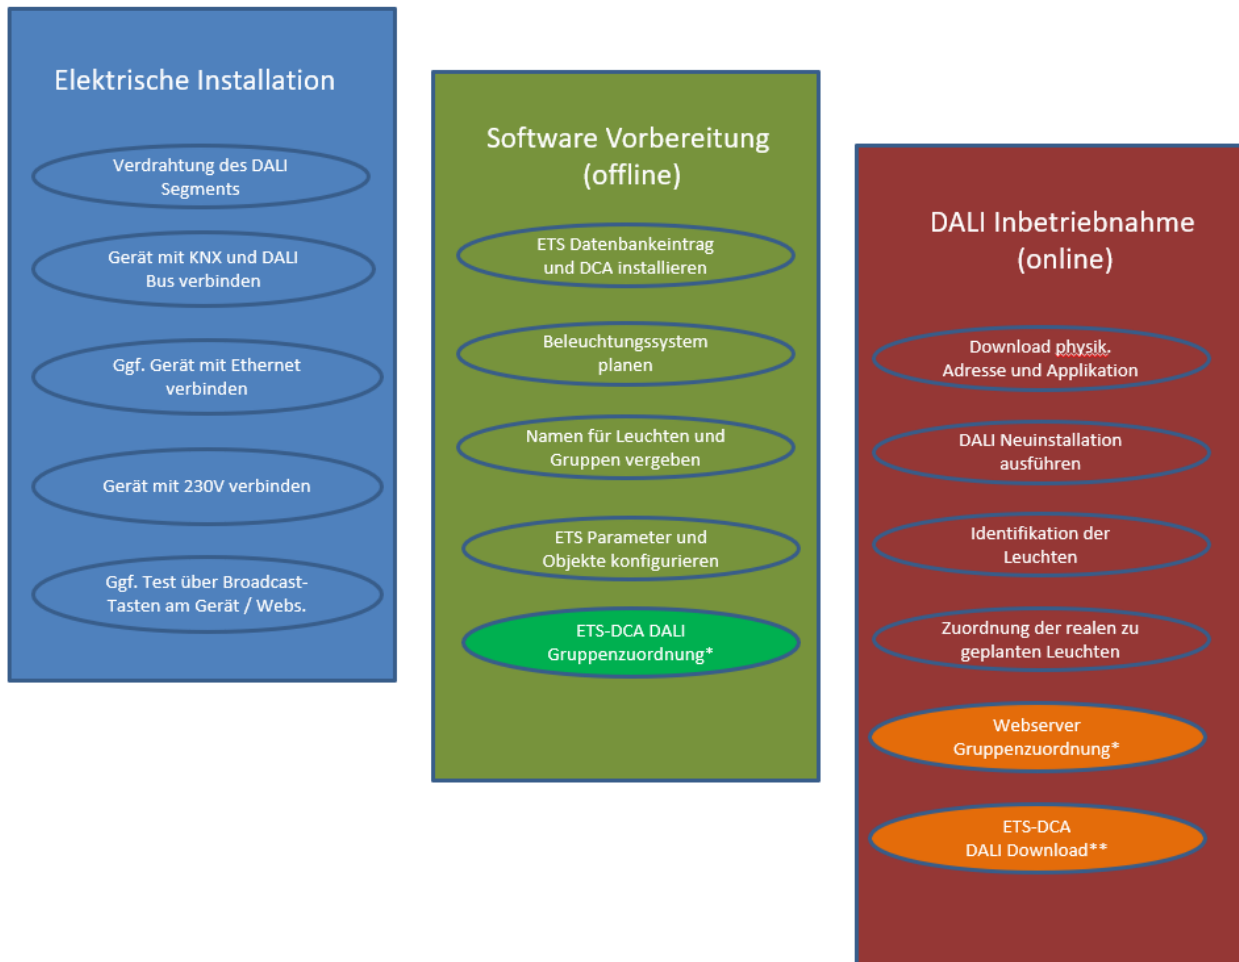 Elektrische Installation
Verdrahtung des DALI
Segments
Gerät mit KNX und DALI
Bus verbinden
Ggf. Gerät mit Ethernet
verbinden
Gerät mit 230V verbinden
Ggf. Test über Broadcast-
Tasten am Gerät / Webs.
Software Vorbereitung
(offline)
ETS Datenbankeintrag
und DCA installieren
Beleuchtungssystem
planen
Namen für Leuchten und
Gruppen vergeben
ETS Parameter und
Objekte konfigurieren
ETS-DCA DALI
Gruppenzuordnung*
DALI Inbetriebnahme
(online)
Download physik.
Adresse und Applikation
DALI Neuinstallation
ausführen
Identifikation der
Leuchten
Zuordnung der realen zu
geplanten Leuchten
Webserver
Gruppenzuordnung*
ETS-DCA
DALI Download**